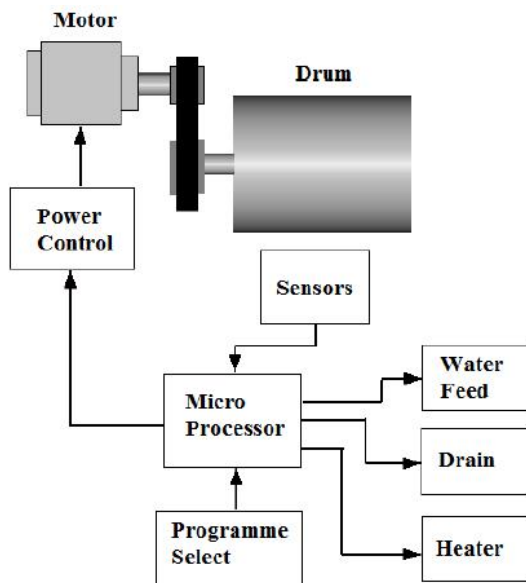 Motor
Drum
Power
Control
Sensors
Water
Feed
Micro
Processor
Drain
Programme
Select
Heater